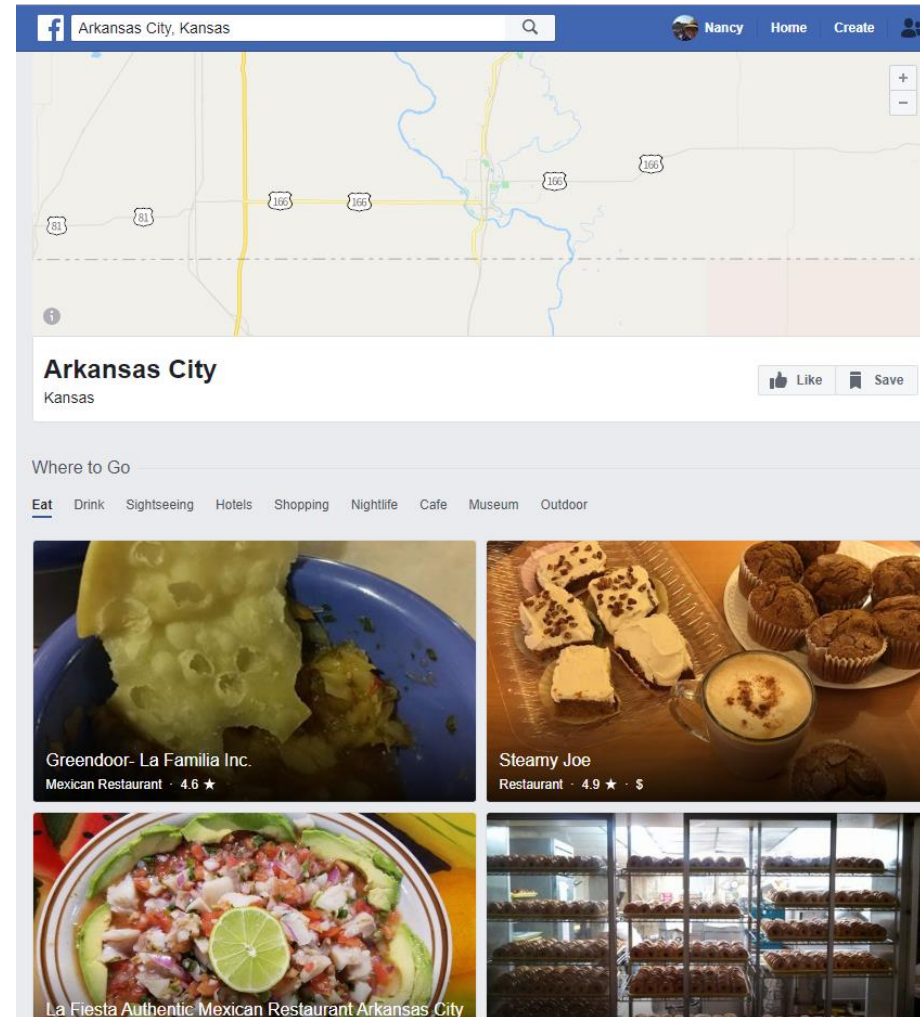 f
Arkansas City, Kansas
Nancy Home Create
+
−
166
166
166
166
81
81
i
Arkansas City
Kansas
Like
Save
Where to Go
Eat Drink Sightseeing Hotels Shopping Nightlife Cafe Museum Outdoor
Greendoor- La Familia Inc.
Mexican Restaurant · 4.6 ★
Steamy Joe
Restaurant · 4.9 ★ · $
La Fiesta Authentic Mexican Restaurant Arkansas City